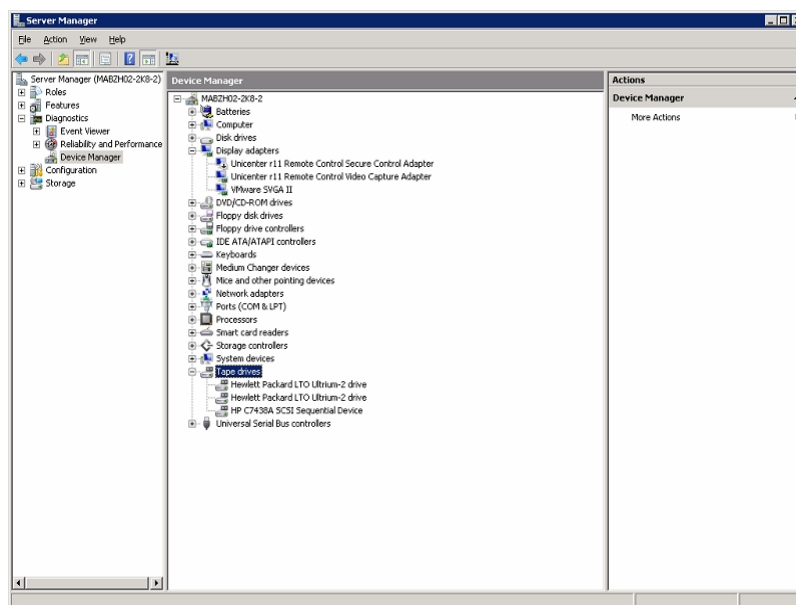 Server Manager
File Action View Help
Server Manager (MABZH02-2K8-2)
Roles
Features
Diagnostics
Event Viewer
Reliability and Performance
Device Manager
Configuration
Storage
Device Manager
MABZH02-2K8-2
Batteries
Computer
Disk drives
Display adapters
Unicenter r11 Remote Control Secure Control Adapter
Unicenter r11 Remote Control Video Capture Adapter
VMware SVGA II
DVD/CD-ROM drives
Floppy disk drives
Floppy drive controllers
IDE ATA/ATAPI controllers
Keyboards
Medium Changer devices
Mice and other pointing devices
Network adapters
Ports (COM & LPT)
Processors
Smart card readers
Storage controllers
System devices
Tape drives
Hewlett Packard LTO Ultrium-2 drive
Hewlett Packard LTO Ultrium-2 drive
HP C7438A SCSI Sequential Device
Universal Serial Bus controllers
Actions
Device Manager
More Actions